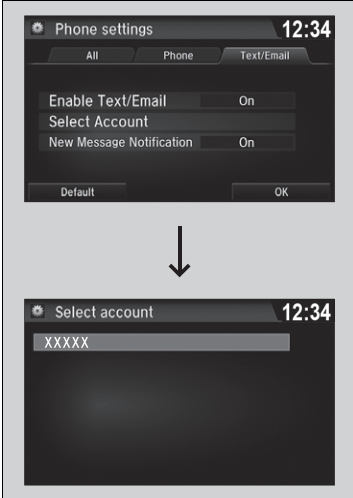 Phone settings 12:34
All Phone Text/Email
Enable Text/Email On
Select Account
New Message Notification On
Default OK
Select account 12:34
XXXXX